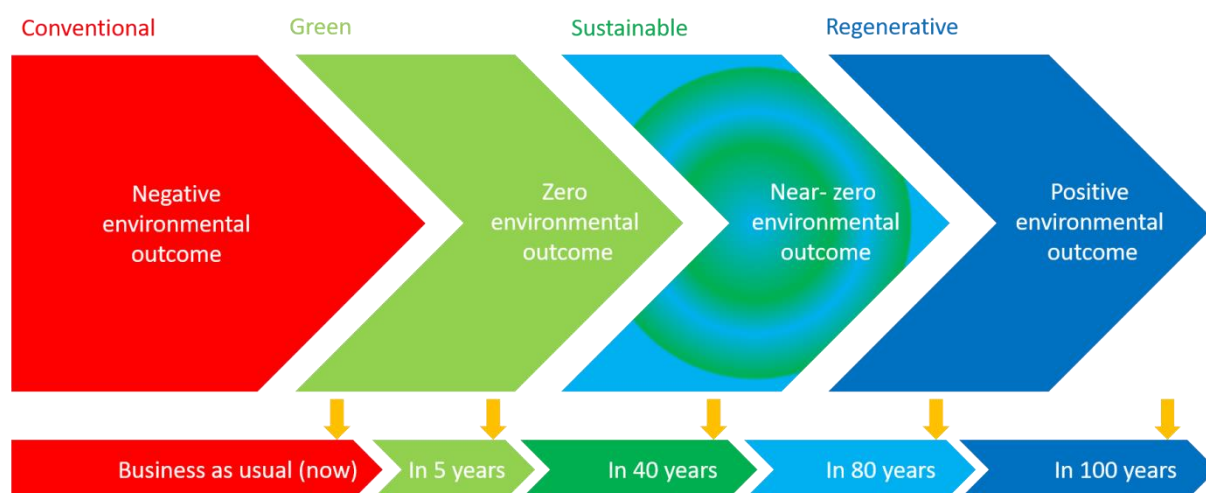 Conventional
Green
Sustainable
Regenerative
Negative
environmental
outcome
Zero
environmental
outcome
Near- zero
environmental
outcome
Positive
environmental
outcome
Business as usual (now)
In 5 years
In 40 years
In 80 years
In 100 years